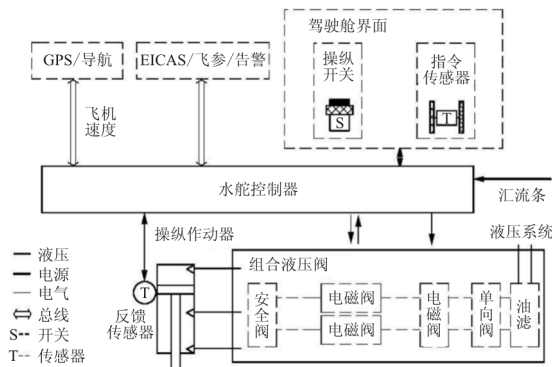 驾驶舱界面
GPS/导航
EICAS/飞参/告警
操纵
开关
指令
传感器
S
T
飞机
速度
水舵控制器
汇流条
操纵作动器
液压系统
组合液压阀
T
反馈
传感器
安全阀
电磁阀
电磁阀
电磁阀
单向阀
油滤
液压
电源
电气
总线
S-- 开关
T-- 传感器